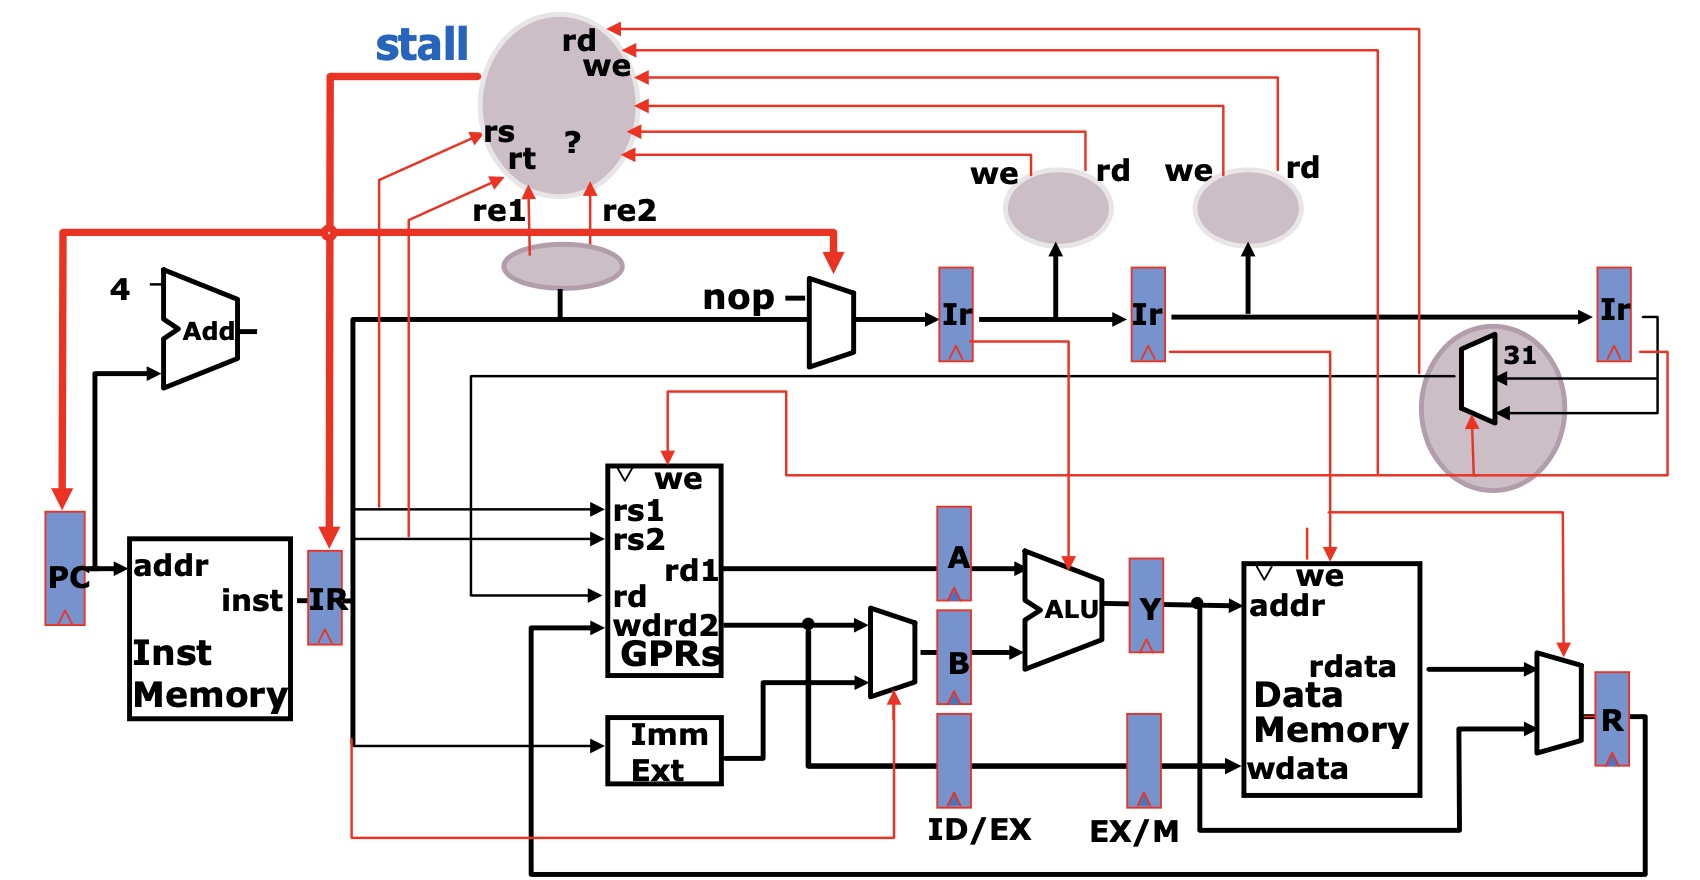 stall
rd
we
rs
?
rt
we
rd
we
rd
re1
re2
4
Add
nop
Ir
Ir
Ir
31
we
rs1
rs2
rd1
rd
wdrd2
GPRs
PC
addr
inst
IR
Inst
Memory
A
B
ALU
Y
we
addr
rdata
Data
Memory
wdata
R
Imm
Ext
ID/EX
EX/M